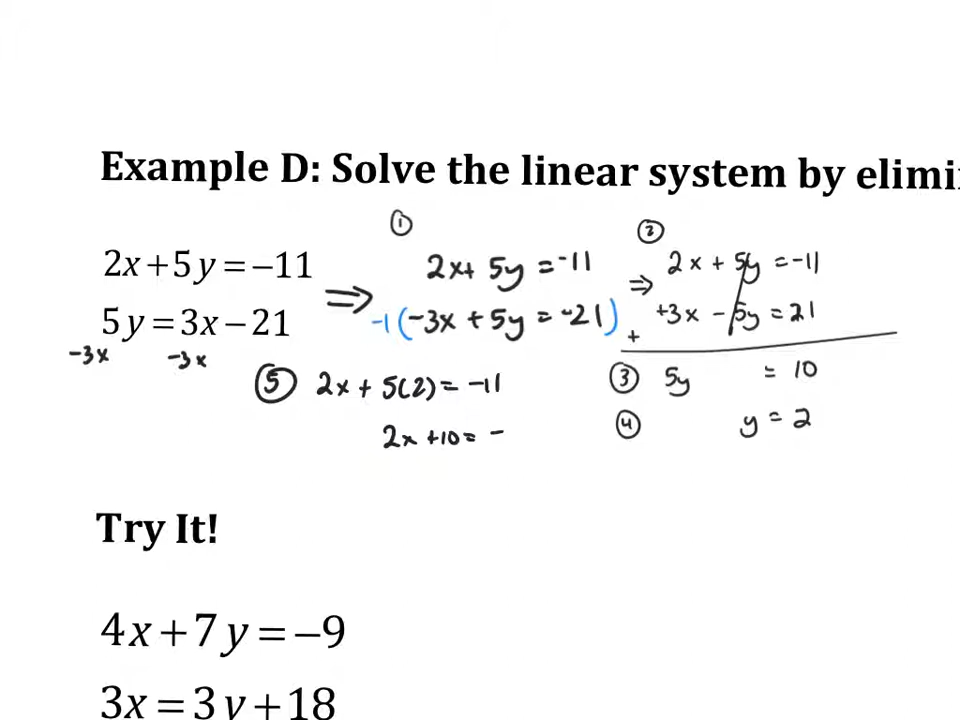 Example D: Solve the linear system by elimi
①
2x+5y=−11
5y=3x−21
-3x -3x
⇒ 2x+ 5y = -11
-1(-3x + 5y = -21)
②
⇒ 2x + 5y = -11
+3x - 5y = 21
+
③ 5y = 10
④ y = 2
⑤ 2x + 5(2) = -11
2x +10 = -
Try It!
4x+7y=−9
3x=3y+18